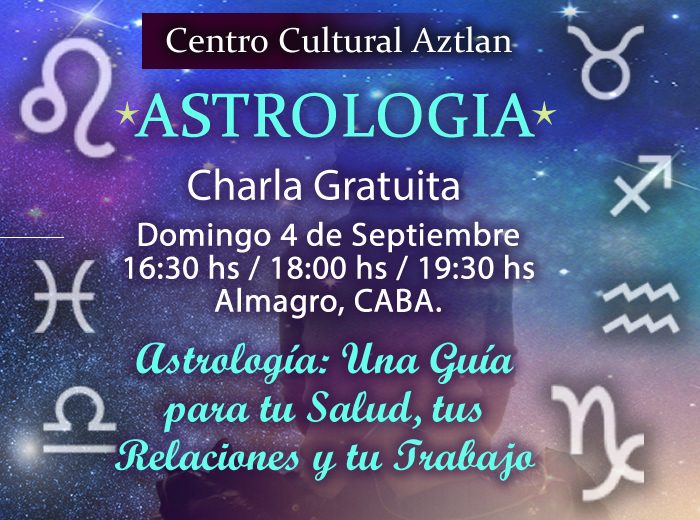 Centro Cultural Aztlan
ASTROLOGIA
Charla Gratuita
Domingo 4 de Septiembre
16:30 hs / 18:00 hs / 19:30 hs
Almagro, CABA.
Astrología: Una Guía
para tu Salud, tus
Relaciones y tu Trabajo